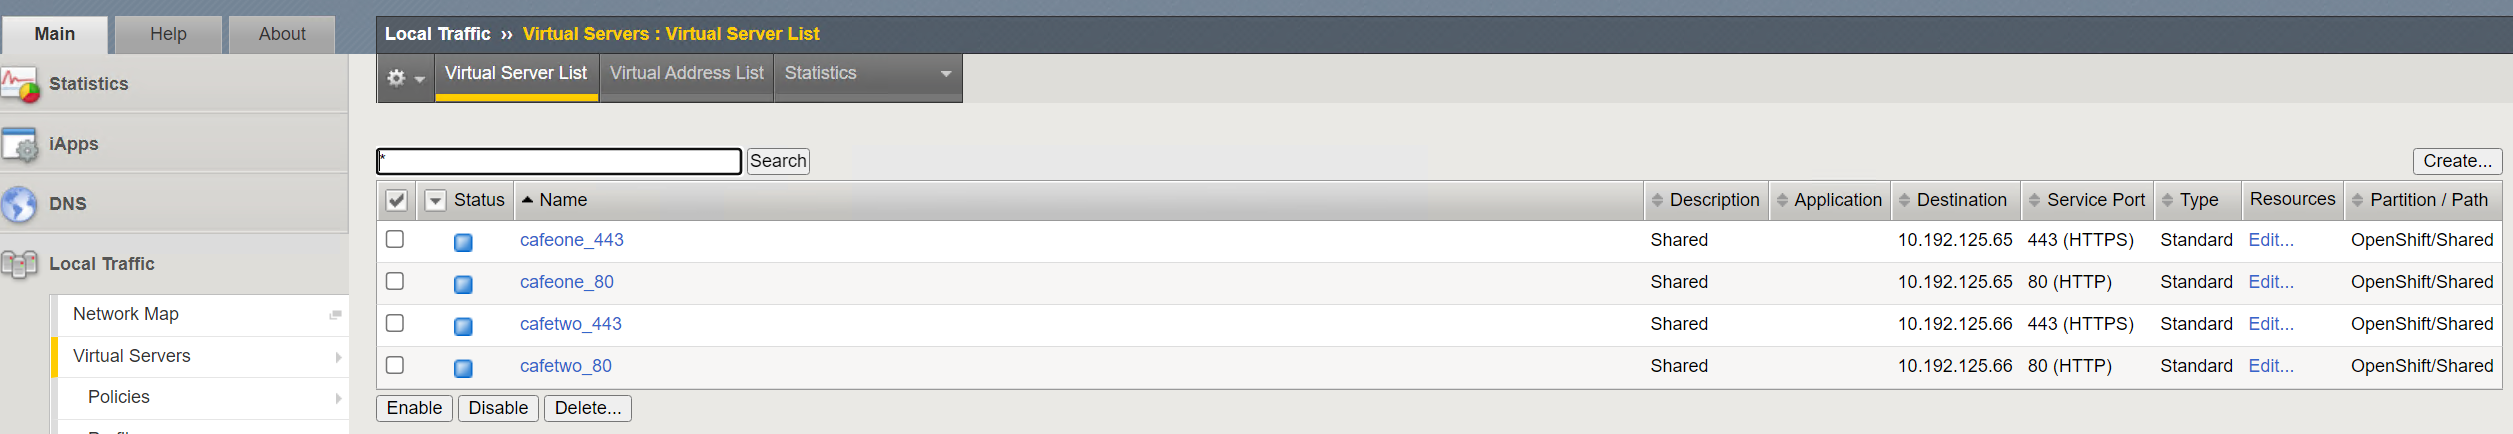 Main Help About
Local Traffic ›› Virtual Servers : Virtual Server List
Virtual Server List Virtual Address List Statistics
Statistics
iApps
DNS
Local Traffic
Network Map
Virtual Servers
Policies
* Search Create...
Status Name Description Application Destination Service Port Type Resources Partition / Path
cafeone_443 Shared 10.192.125.65 443 (HTTPS) Standard Edit... OpenShift/Shared
cafeone_80 Shared 10.192.125.65 80 (HTTP) Standard Edit... OpenShift/Shared
cafetwo_443 Shared 10.192.125.66 443 (HTTPS) Standard Edit... OpenShift/Shared
cafetwo_80 Shared 10.192.125.66 80 (HTTP) Standard Edit... OpenShift/Shared
Enable Disable Delete...